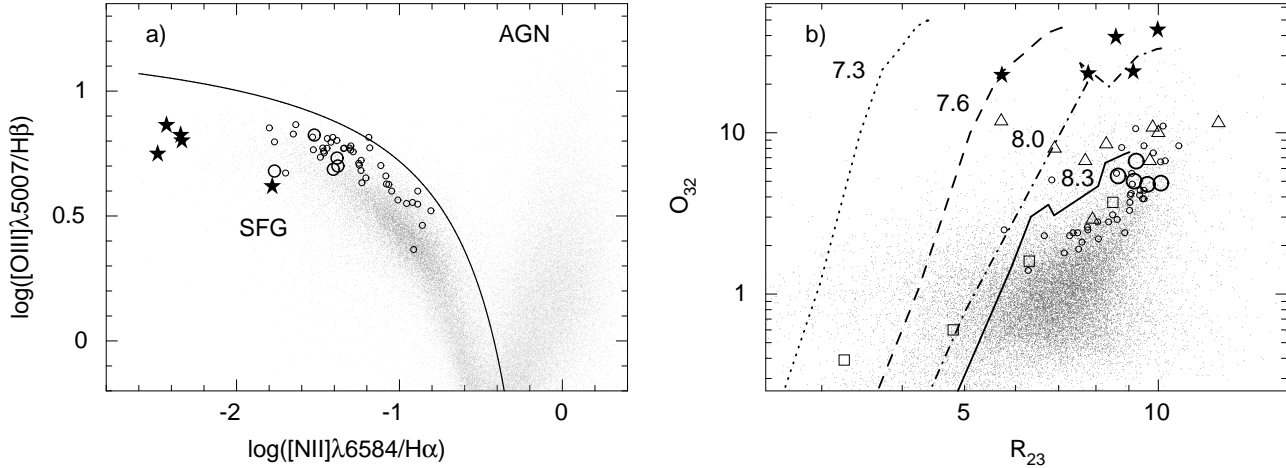 a)
AGN
SFG
1
0.5
0
-2
-1
0
log([OIII]λ5007/Hβ)
log([NII]λ6584/Hα)
b)
7.3
7.6
8.0
8.3
10
1
5
10
O32
R23